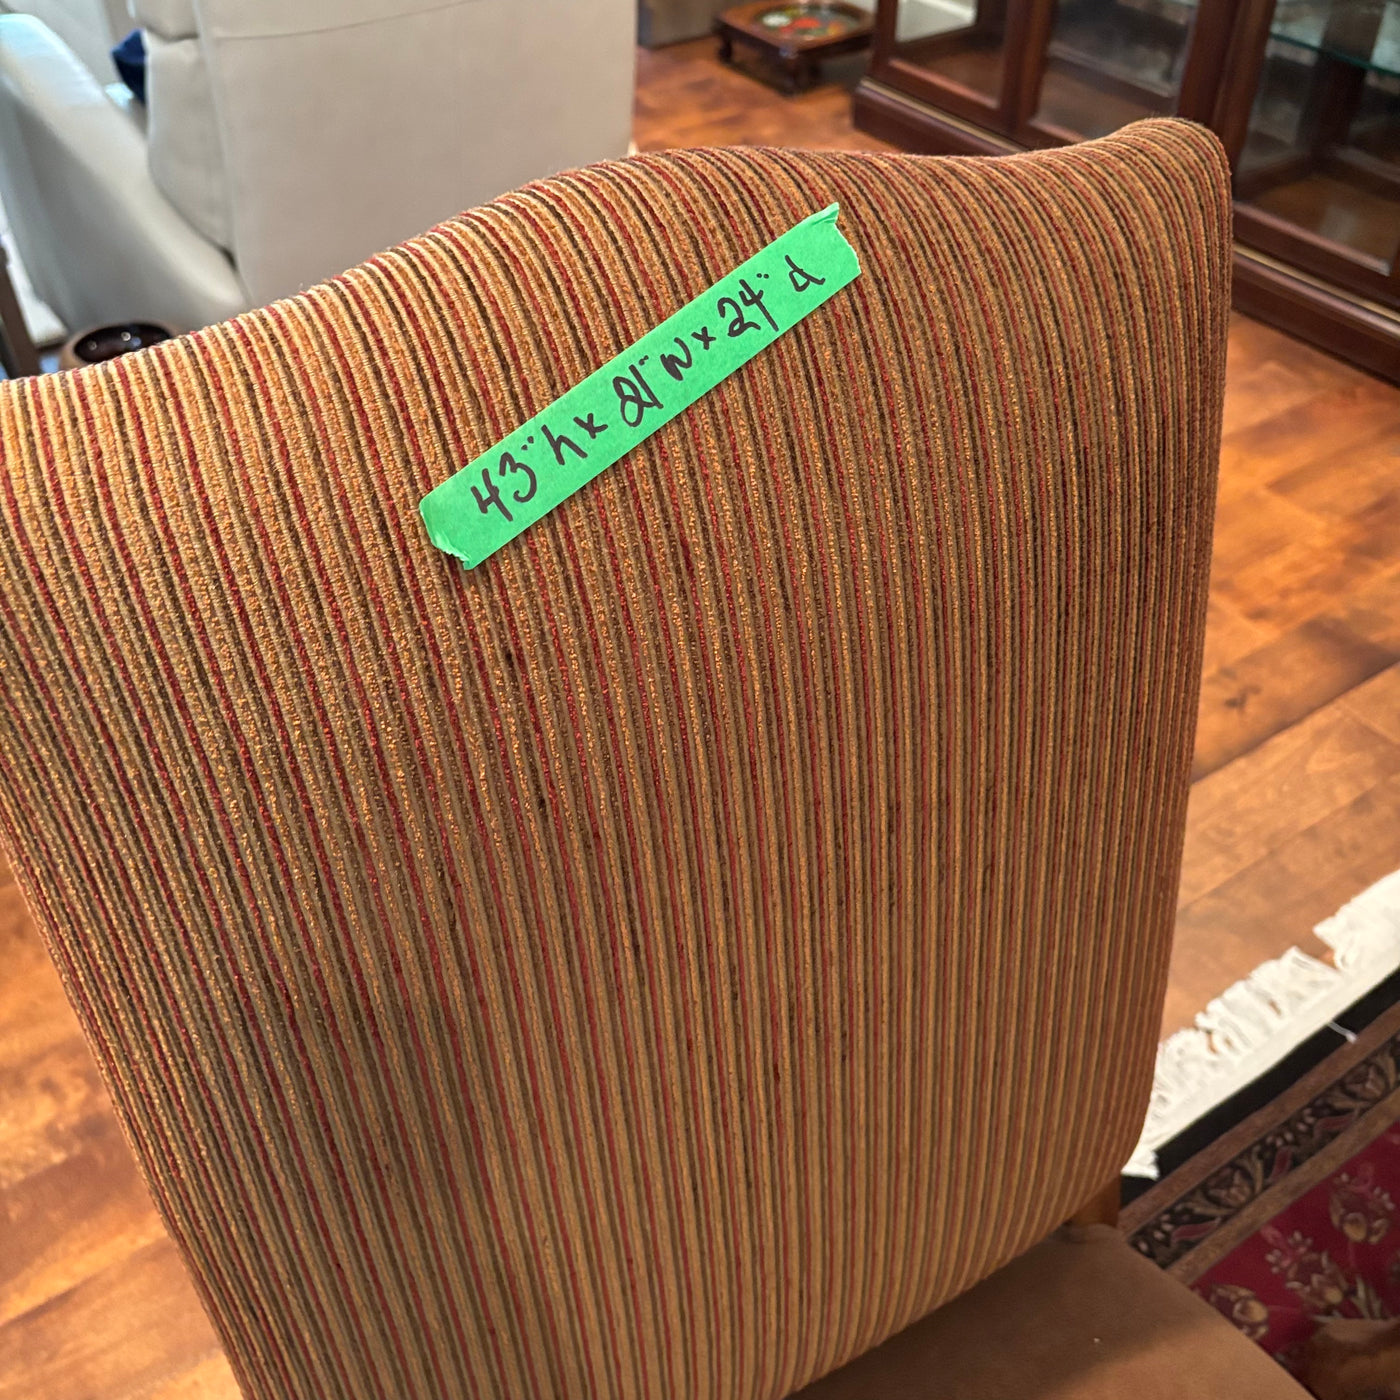 43" h x 21" w x 24" d